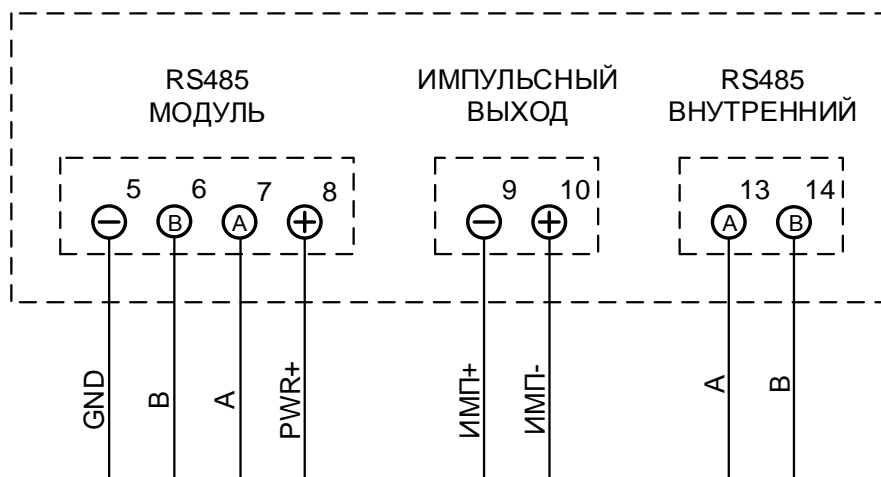 RS485
МОДУЛЬ
ИМПУЛЬСНЫЙ
ВЫХОД
RS485
ВНУТРЕННИЙ
5 6 7 8
− B A +
9 10
− +
13 14
A B
GND
B
A
PWR+
ИМП+
ИМП-
A
B